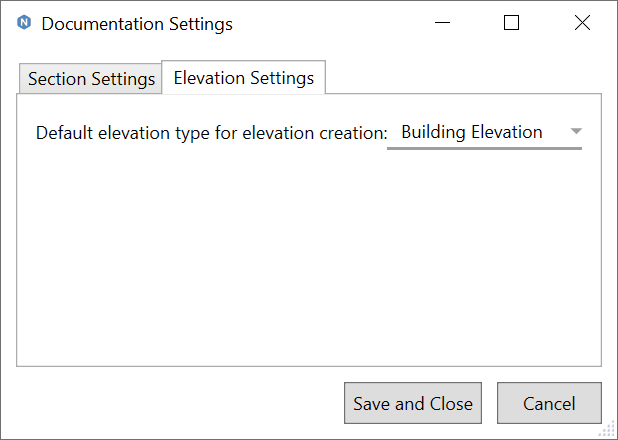 Documentation Settings
Section Settings
Elevation Settings
Default elevation type for elevation creation: Building Elevation
Save and Close
Cancel